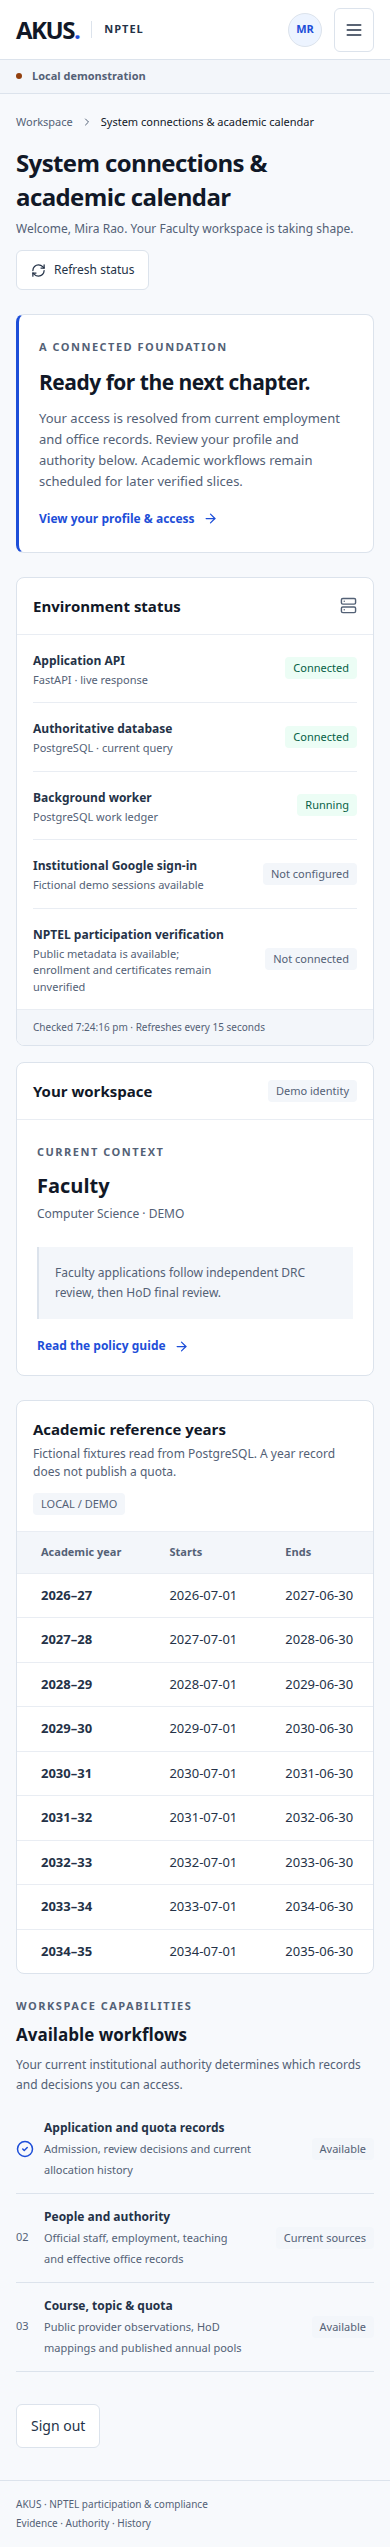 AKUS. NPTEL MR
Local demonstration
Workspace > System connections & academic calendar
System connections &
academic calendar
Welcome, Mira Rao. Your Faculty workspace is taking shape.
Refresh status
A CONNECTED FOUNDATION
Ready for the next chapter.
Your access is resolved from current employment
and office records. Review your profile and
authority below. Academic workflows remain
scheduled for later verified slices.
View your profile & access →
Environment status
Application API
FastAPI · live response
Connected
Authoritative database
PostgreSQL · current query
Connected
Background worker
PostgreSQL work ledger
Running
Institutional Google sign-in
Fictional demo sessions available
Not configured
NPTEL participation verification
Public metadata is available;
enrollment and certificates remain
unverified
Not connected
Checked 7:24:16 pm · Refreshes every 15 seconds
Your workspace Demo identity
CURRENT CONTEXT
Faculty
Computer Science · DEMO
Faculty applications follow independent DRC
review, then HoD final review.
Read the policy guide →
Academic reference years
Fictional fixtures read from PostgreSQL. A year record
does not publish a quota.
LOCAL / DEMO
Academic year Starts Ends
2026–27 2026-07-01 2027-06-30
2027–28 2027-07-01 2028-06-30
2028–29 2028-07-01 2029-06-30
2029–30 2029-07-01 2030-06-30
2030–31 2030-07-01 2031-06-30
2031–32 2031-07-01 2032-06-30
2032–33 2032-07-01 2033-06-30
2033–34 2033-07-01 2034-06-30
2034–35 2034-07-01 2035-06-30
WORKSPACE CAPABILITIES
Available workflows
Your current institutional authority determines which records
and decisions you can access.
Application and quota records
Admission, review decisions and current
allocation history
Available
02
People and authority
Official staff, employment, teaching
and effective office records
Current sources
03
Course, topic & quota
Public provider observations, HoD
mappings and published annual pools
Available
Sign out
AKUS · NPTEL participation & compliance
Evidence · Authority · History